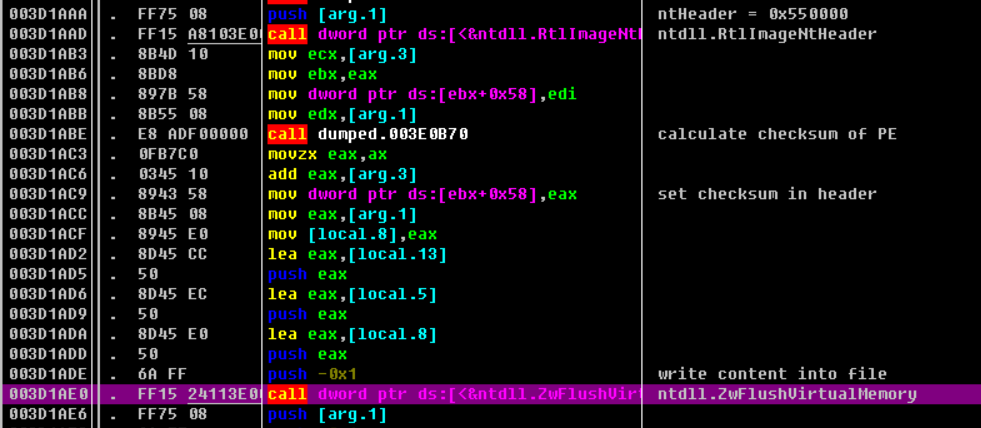 003D1AAA . FF75 08 push [arg.1] ntHeader = 0x550000
003D1AAD . FF15 A8103E0 call dword ptr ds:[<&ntdll.RtlImageNt ntdll.RtlImageNtHeader
003D1AB3 . 8B4D 10 mov ecx,[arg.3]
003D1AB6 . 8BD8 mov ebx,eax
003D1AB8 . 897B 58 mov dword ptr ds:[ebx+0x58],edi
003D1ABB . 8B55 08 mov edx,[arg.1]
003D1ABE . E8 ADF00000 call dumped.003E0B70 calculate checksum of PE
003D1AC3 . 0FB7C0 movzx eax,ax
003D1AC6 . 0345 10 add eax,[arg.3]
003D1AC9 . 8943 58 mov dword ptr ds:[ebx+0x58],eax set checksum in header
003D1ACC . 8B45 08 mov eax,[arg.1]
003D1ACF . 8945 E0 mov [local.8],eax
003D1AD2 . 8D45 CC lea eax,[local.13]
003D1AD5 . 50 push eax
003D1AD6 . 8D45 EC lea eax,[local.5]
003D1AD9 . 50 push eax
003D1ADA . 8D45 E0 lea eax,[local.8]
003D1ADD . 50 push eax
003D1ADE . 6A FF push -0x1 write content into file
003D1AE0 . FF15 24113E0 call dword ptr ds:[<&ntdll.ZwFlushVir ntdll.ZwFlushVirtualMemory
003D1AE6 . FF75 08 push [arg.1]